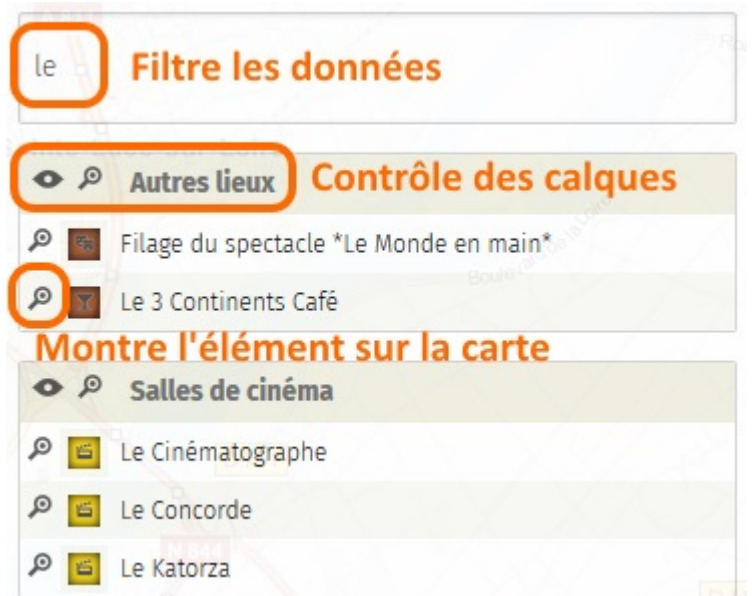 le Filtre les données
Autres lieux Contrôle des calques
Filage du spectacle *Le Monde en main*
Le 3 Continents Café
Montre l'élément sur la carte
Salles de cinéma
Le Cinématographe
Le Concorde
N 844
Le Katorza